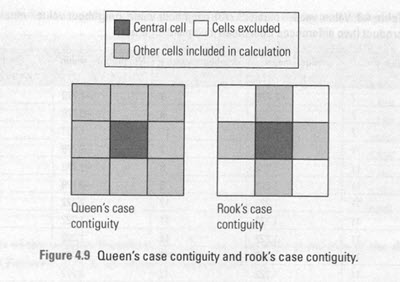 Central cell
Cells excluded
Other cells included in calculation
Queen's case
contiguity
Rook's case
contiguity
Figure 4.9 Queen's case contiguity and rook's case contiguity.